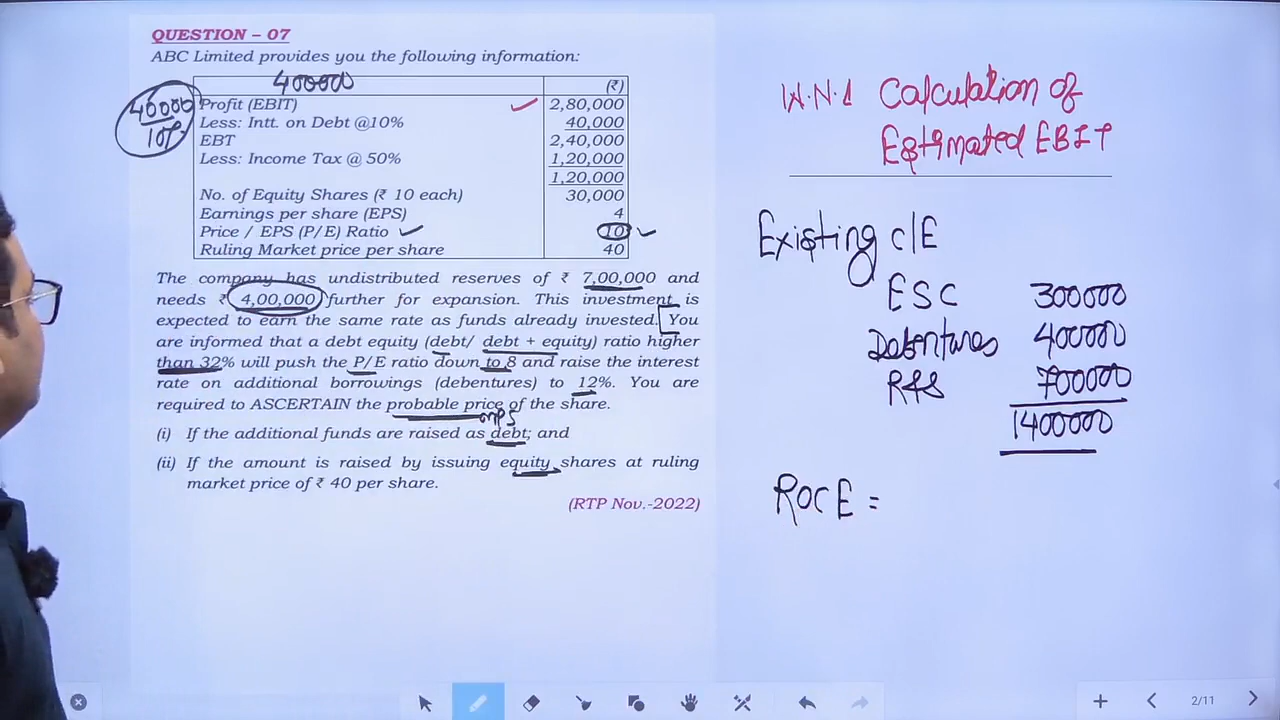 QUESTION – 07
ABC Limited provides you the following information:
400000
(₹)
40000
10%
Profit (EBIT) 2,80,000
Less: Intt. on Debt @10% 40,000
EBT 2,40,000
Less: Income Tax @ 50% 1,20,000
1,20,000
No. of Equity Shares (₹ 10 each) 30,000
Earnings per share (EPS) 4
Price / EPS (P/E) Ratio 10
Ruling Market price per share 40
The company has undistributed reserves of ₹ 7,00,000 and
needs ₹ 4,00,000 further for expansion. This investment is
expected to earn the same rate as funds already invested. You
are informed that a debt equity (debt/ debt + equity) ratio higher
than 32% will push the P/E ratio down to 8 and raise the interest
rate on additional borrowings (debentures) to 12%. You are
required to ASCERTAIN the probable price of the share.
MPS
(i) If the additional funds are raised as debt; and
(ii) If the amount is raised by issuing equity shares at ruling
market price of ₹ 40 per share.
(RTP Nov.-2022)
W.N.1 Calculation of
Estimated EBIT
Existing C/E
ESC 300000
Debentures 400000
R&S 700000
1400000
ROCE =
2/11